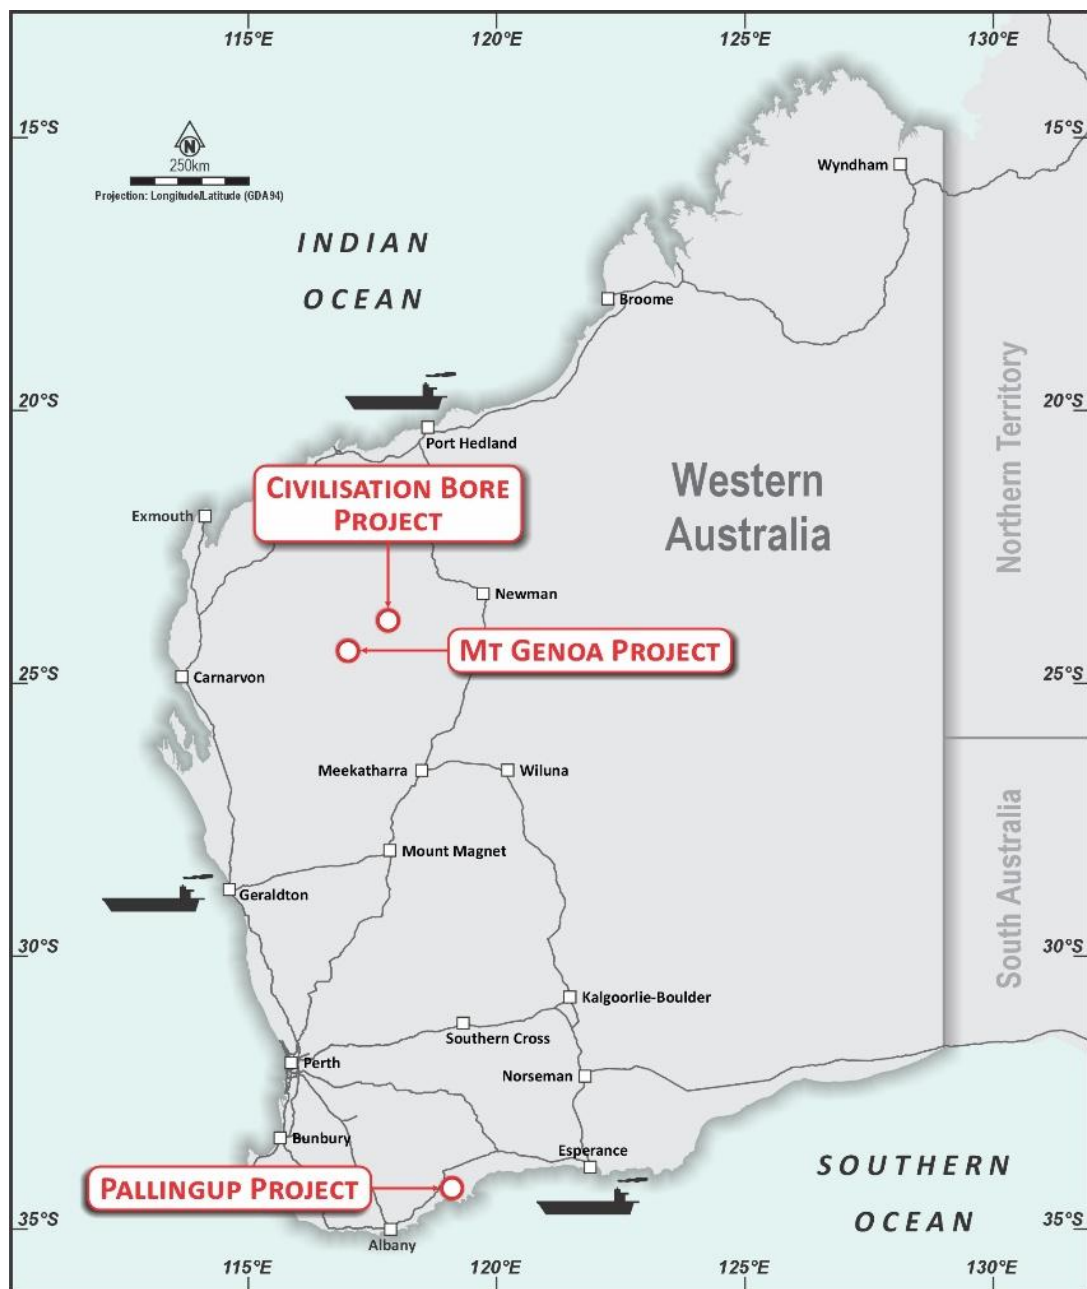 115°E
120°E
125°E
130°E
15°S
15°S
N
250km
Projection: Longitude/Latitude (GDA94)
Wyndham
INDIAN
OCEAN
Broome
20°S
20°S
Port Hedland
Northern Territory
Western
Australia
CIVILISATION BORE
PROJECT
Exmouth
Newman
MT GENOA PROJECT
25°S
25°S
Carnarvon
Meekatharra
Wiluna
South Australia
Mount Magnet
Geraldton
30°S
30°S
Kalgoorlie-Boulder
Southern Cross
Perth
Norseman
Bunbury
Esperance
SOUTHERN
OCEAN
PALLINGUP PROJECT
35°S
35°S
Albany
115°E
120°E
125°E
130°E